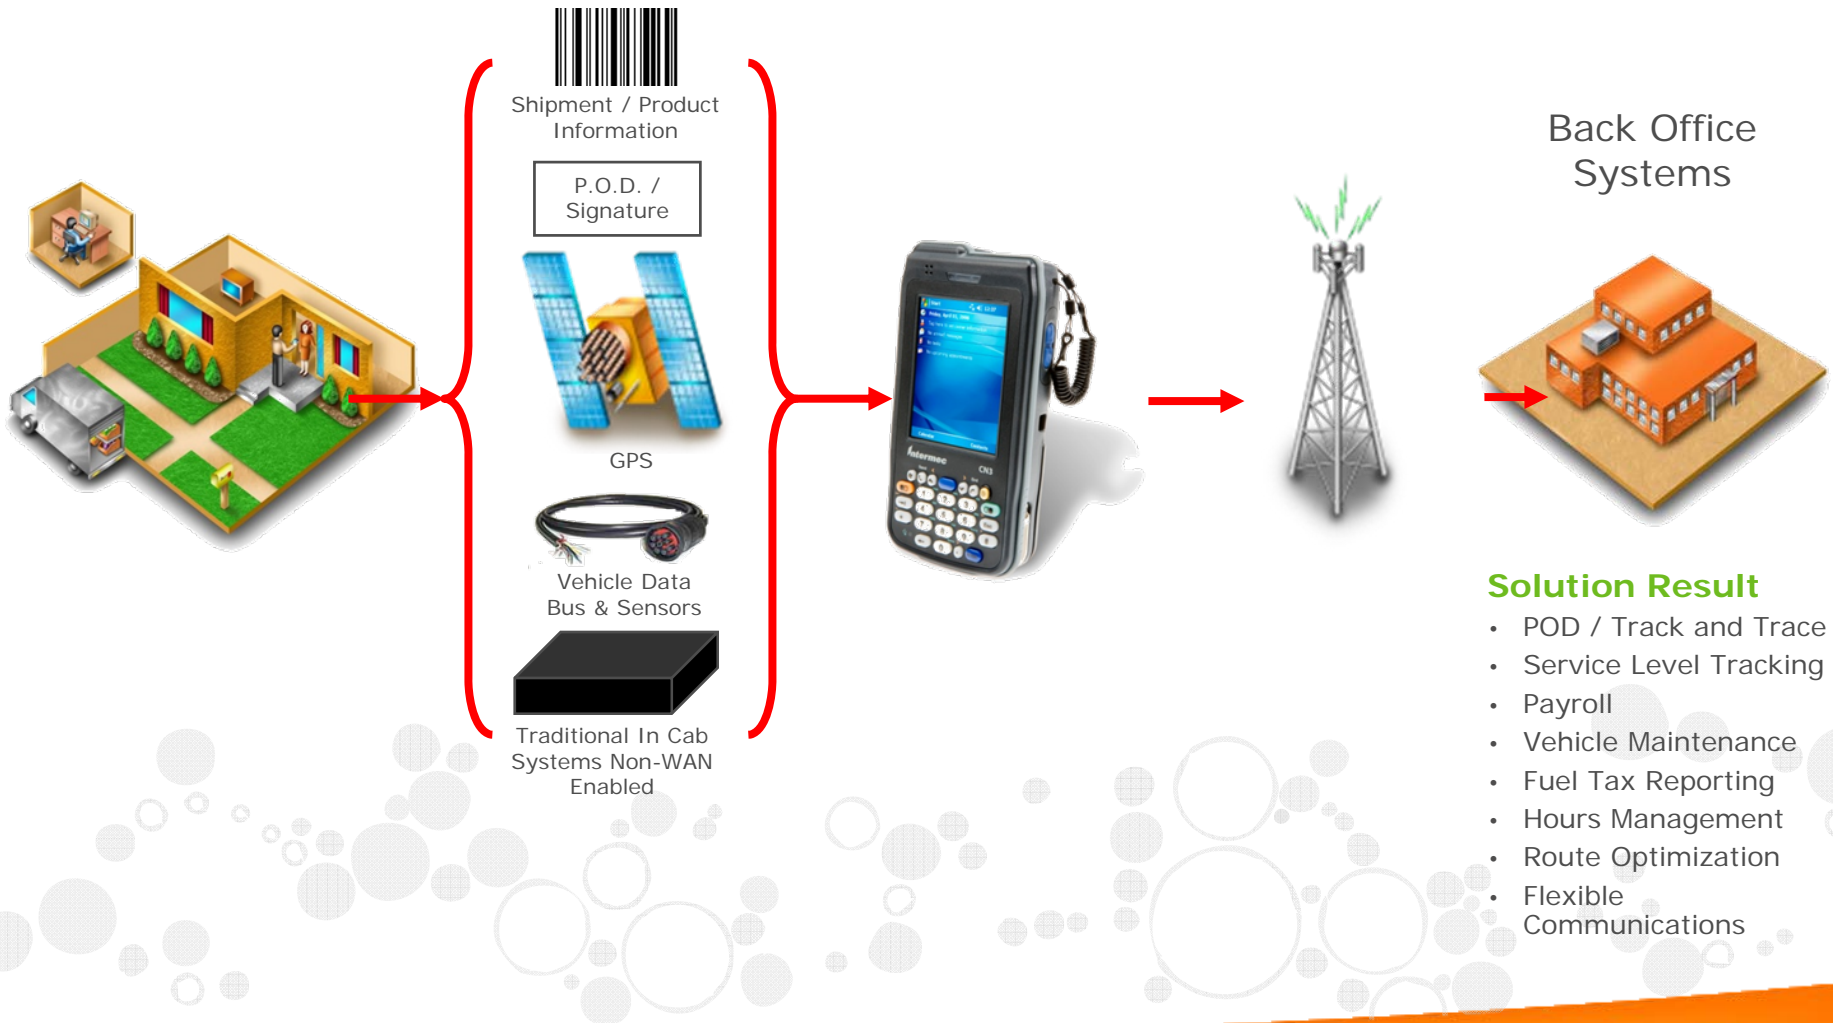 Shipment / Product
Information
P.O.D. /
Signature
GPS
Vehicle Data
Bus & Sensors
Traditional In Cab
Systems Non-WAN
Enabled
Intermec
CN3
Back Office
Systems
Solution Result
• POD / Track and Trace
• Service Level Tracking
• Payroll
• Vehicle Maintenance
• Fuel Tax Reporting
• Hours Management
• Route Optimization
• Flexible
Communications